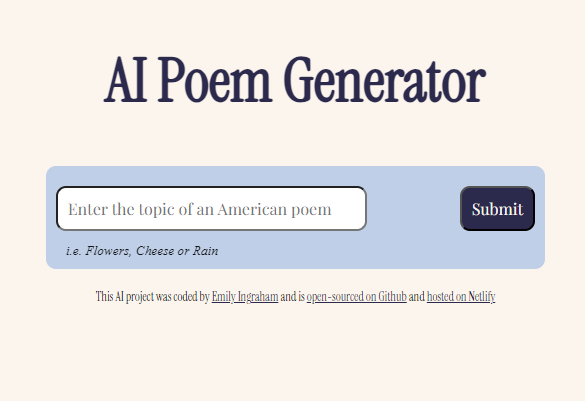 AI Poem Generator
Enter the topic of an American poem
Submit
i.e. Flowers, Cheese or Rain
This AI project was coded by Emily Ingraham and is open-sourced on Github and hosted on Netlify